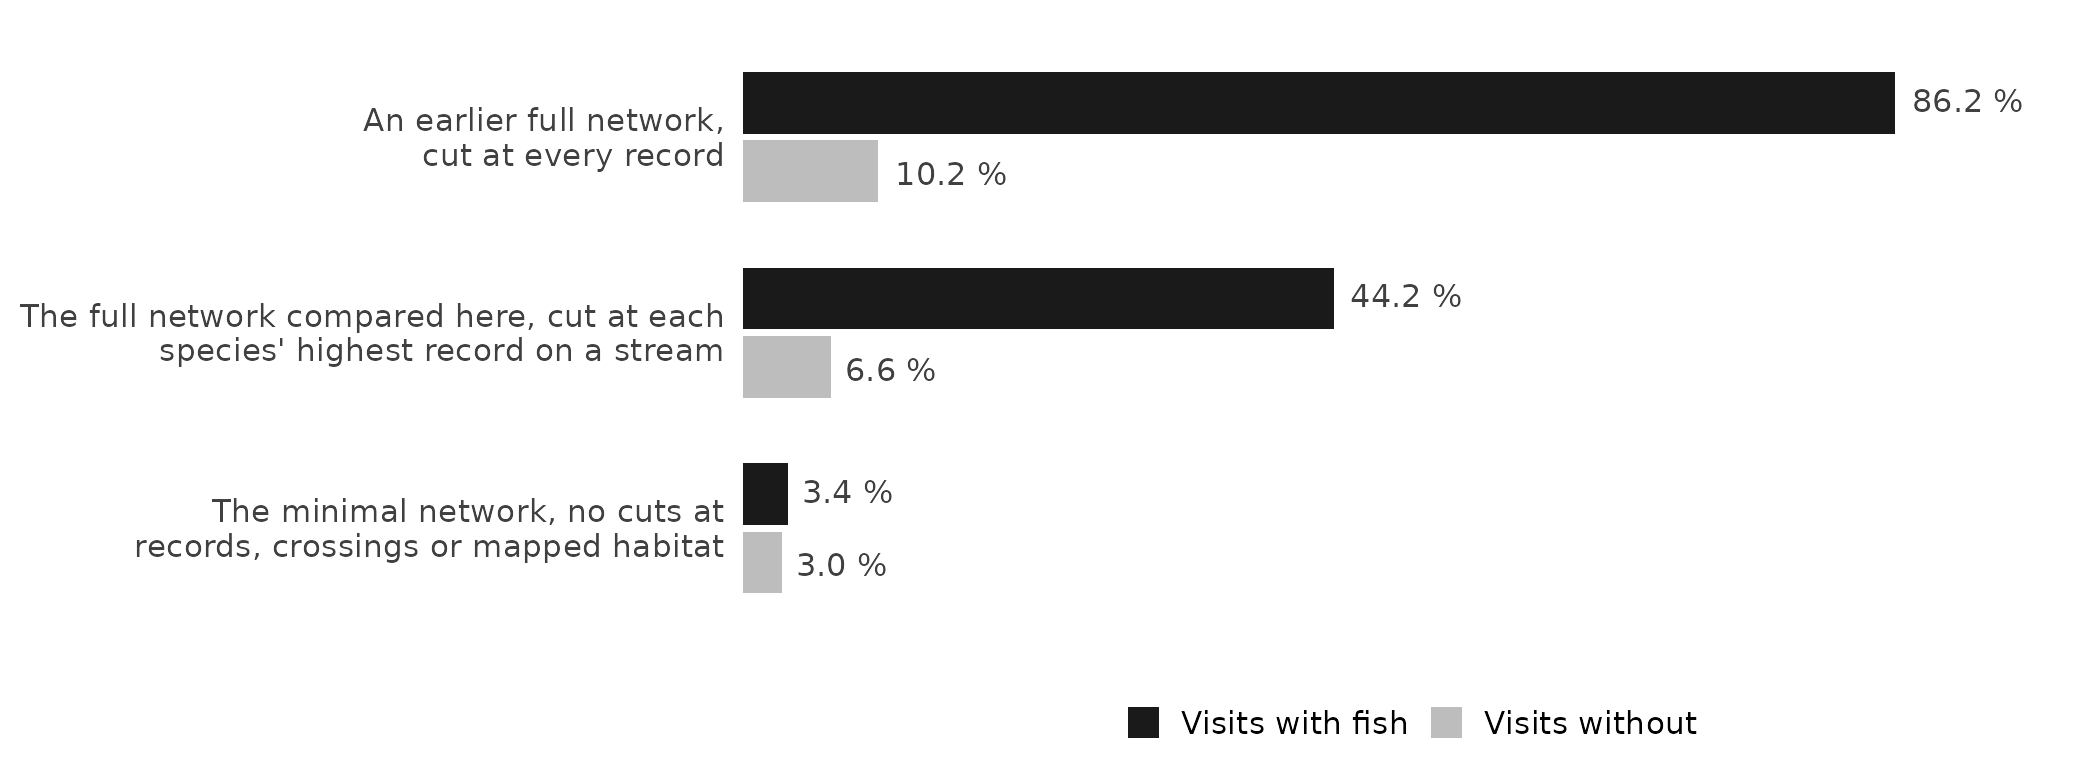 An earlier full network,
cut at every record
86.2 %
10.2 %
The full network compared here, cut at each
species' highest record on a stream
44.2 %
6.6 %
The minimal network, no cuts at
records, crossings or mapped habitat
3.4 %
3.0 %
Visits with fish
Visits without